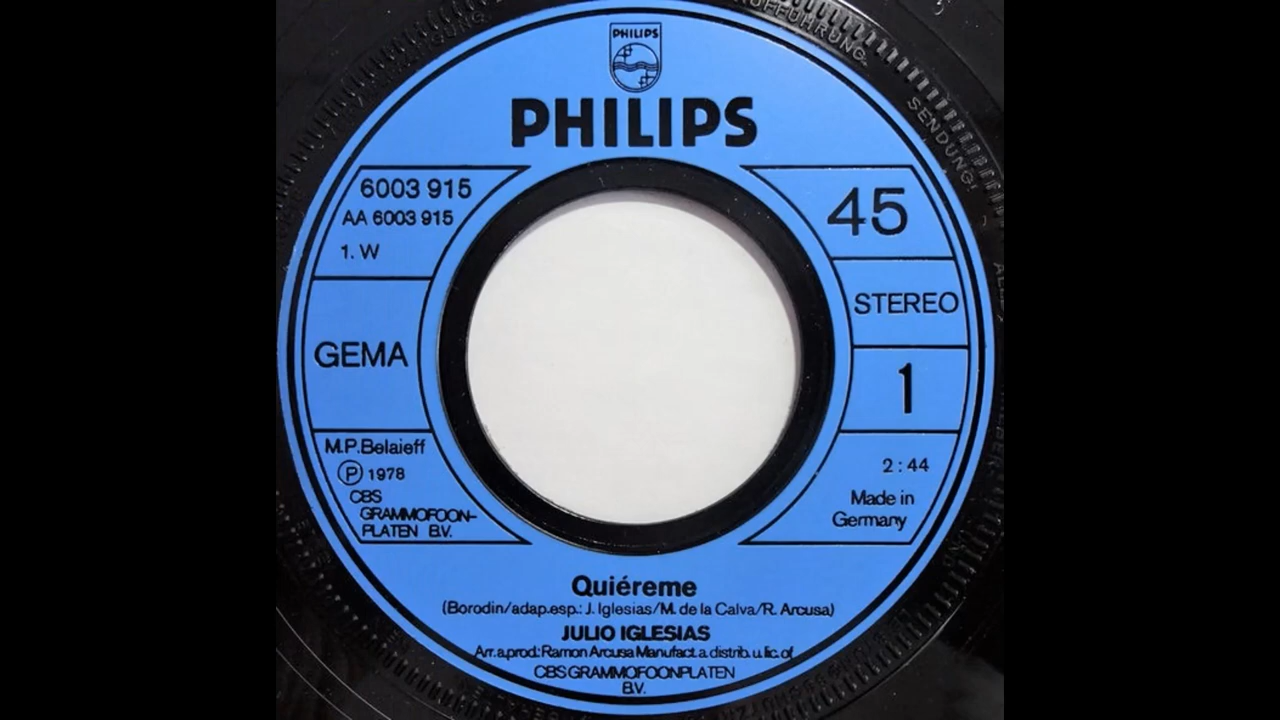 PHILIPS
PHILIPS
6003 915
AA 6003 915
1. W
GEMA
M.P.Belaieff
Ⓟ 1978
CBS
GRAMMOFOON-
PLATEN B.V.
45
STEREO
1
2:44
Made in
Germany
Quiéreme
(Borodin/adap.esp.: J. Iglesias/M. de la Calva/R. Arcusa)
JULIO IGLESIAS
Arr. a. prod.: Ramon Arcusa Manufact. a. distrib. u. lic. of
CBS GRAMMOFOONPLATEN
B.V.
SENDUNG!